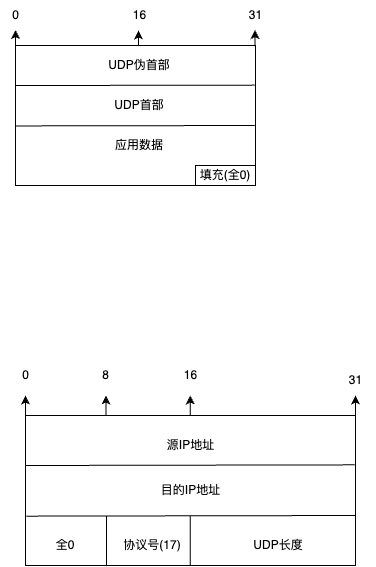 0 16 31
UDP伪首部
UDP首部
应用数据
填充(全0)
0 8 16 31
源IP地址
目的IP地址
全0 协议号(17) UDP长度